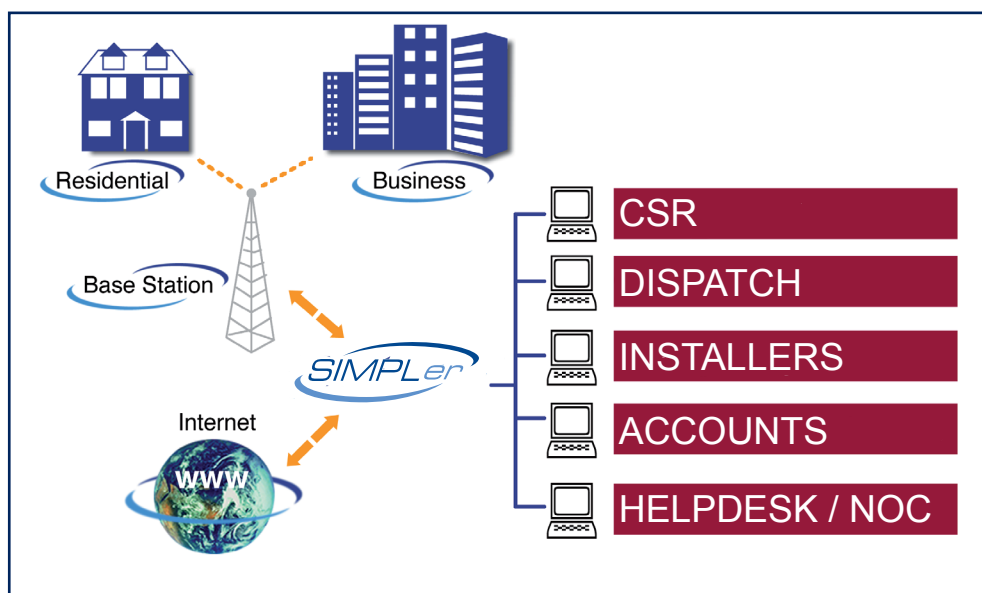 Residential
Business
CSR
DISPATCH
Base Station
INSTALLERS
SIMPLer
ACCOUNTS
Internet
www
HELPDESK / NOC